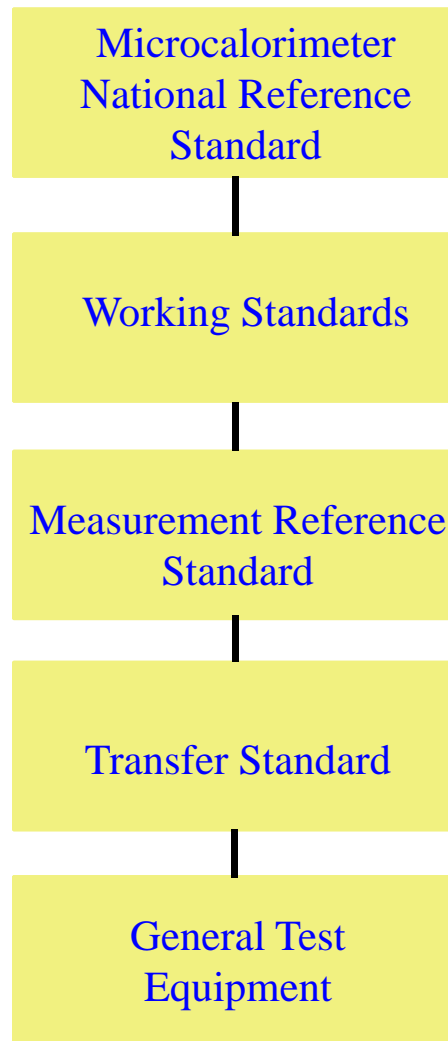 Microcalorimeter
National Reference
Standard
Working Standards
Measurement Reference
Standard
Transfer Standard
General Test
Equipment